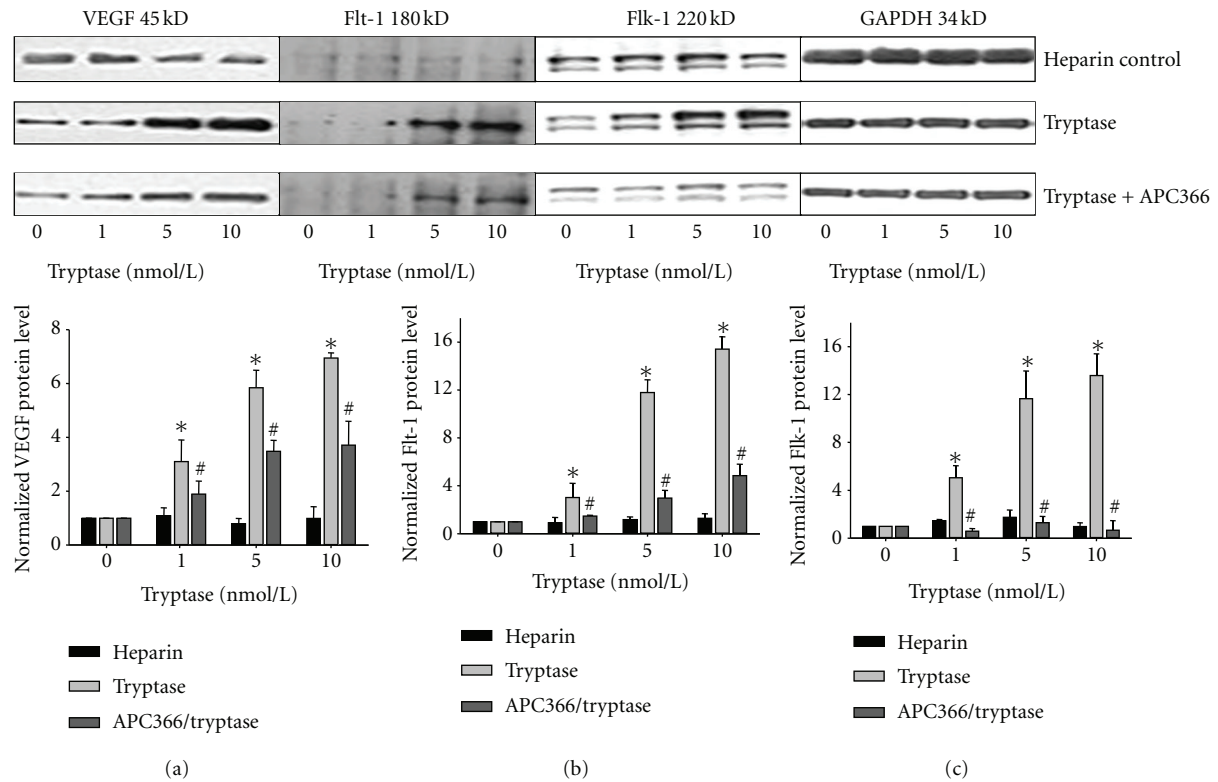 VEGF 45 kD Flt-1 180 kD Flk-1 220 kD GAPDH 34 kD
Heparin control
Tryptase
Tryptase + APC366
0 1 5 10 0 1 5 10 0 1 5 10 0 1 5 10
Tryptase (nmol/L) Tryptase (nmol/L) Tryptase (nmol/L) Tryptase (nmol/L)
Normalized VEGF protein level
8
6
4
2
0
* * *
# # #
0 1 5 10
Tryptase (nmol/L)
Heparin
Tryptase
APC366/tryptase
(a)
Normalized Flt-1 protein level
16
12
8
4
0
* * *
# # #
0 1 5 10
Tryptase (nmol/L)
Heparin
Tryptase
APC366/tryptase
(b)
Normalized Flk-1 protein level
16
12
8
4
0
* * *
# # #
0 1 5 10
Tryptase (nmol/L)
Heparin
Tryptase
APC366/tryptase
(c)